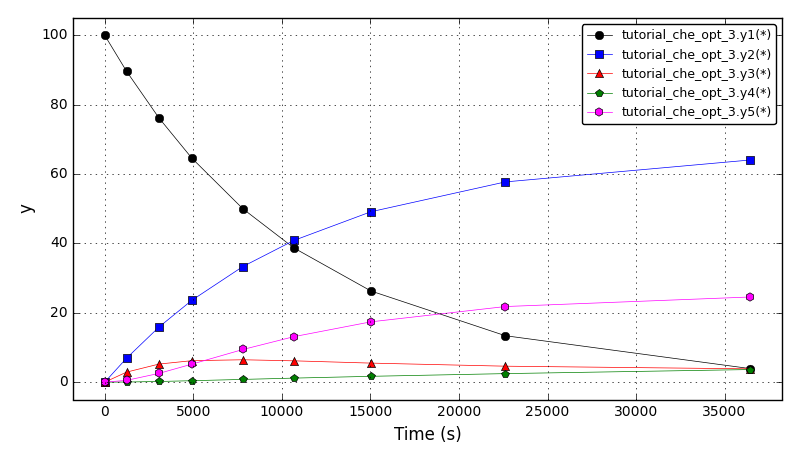 100
80
60
40
20
0
y
tutorial_che_opt_3.y1(*)
tutorial_che_opt_3.y2(*)
tutorial_che_opt_3.y3(*)
tutorial_che_opt_3.y4(*)
tutorial_che_opt_3.y5(*)
0 5000 10000 15000 20000 25000 30000 35000
Time (s)